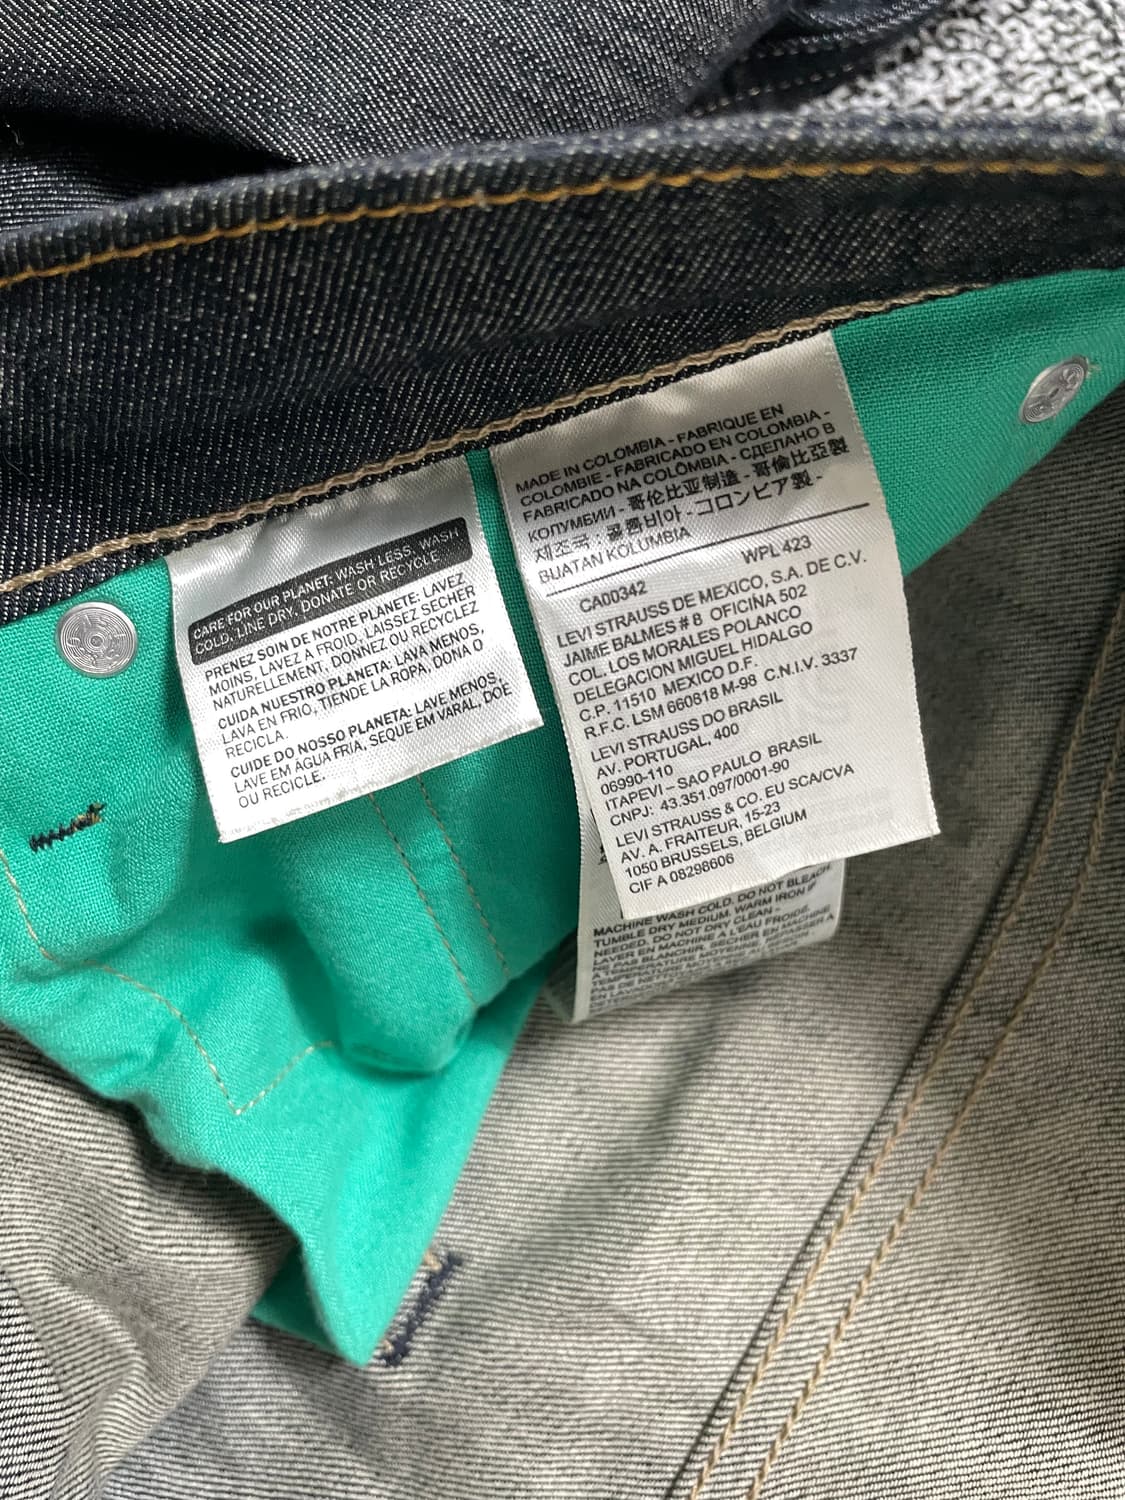 CARE FOR OUR PLANET: WASH LESS, WASH
COLD, LINE DRY, DONATE OR RECYCLE
PRENEZ SOIN DE NOTRE PLANETE: LAVEZ
MOINS, LAVEZ A FROID, LAISSEZ SECHER
NATURELLEMENT, DONNEZ OU RECYCLEZ
CUIDA NUESTRO PLANETA: LAVA MENOS,
LAVA EN FRIO, TIENDE LA ROPA, DONA O
RECICLA.
CUIDE DO NOSSO PLANETA: LAVE MENOS,
LAVE EM ÁGUA FRIA, SEQUE EM VARAL, DOE
OU RECICLE.
MADE IN COLOMBIA - FABRIQUE EN
COLOMBIE - FABRICADO EN COLOMBIA -
FABRICADO NA COLÔMBIA - СДЕЛАНО В
КОЛУМБИИ - 哥伦比亚制造 - 哥倫比亞製
제조국 : 콜롬비아 - コロンビア製 -
BUATAN KOLUMBIA
CA00342 WPL 423
LEVI STRAUSS DE MEXICO, S.A. DE C.V.
JAIME BALMES # 8 OFICINA 502
COL. LOS MORALES POLANCO
DELEGACION MIGUEL HIDALGO
C.P. 11510 MEXICO D.F.
R.F.C. LSM 660618 M-98 C.N.I.V. 3337
LEVI STRAUSS DO BRASIL
AV. PORTUGAL, 400
06990-110
ITAPEVI - SAO PAULO BRASIL
CNPJ: 43.351.097/0001-90
LEVI STRAUSS & CO. EU SCA/CVA
AV. A. FRAITEUR, 15-23
1050 BRUSSELS, BELGIUM
CIF A 08298606
MACHINE WASH COLD. DO NOT BLEACH.
TUMBLE DRY MEDIUM. WARM IRON IF
NEEDED. DO NOT DRY CLEAN -
LAVER EN MACHINE A L'EAU FROIDE.